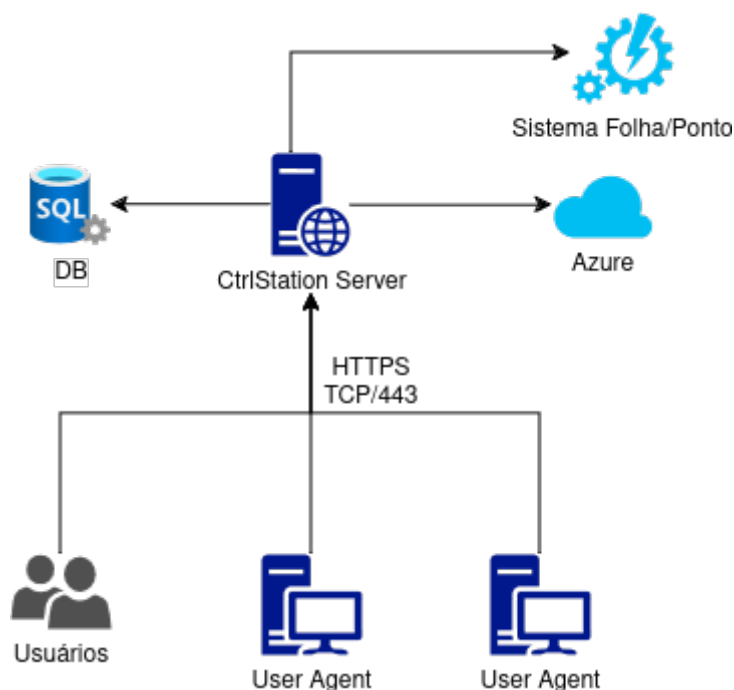 Sistema Folha/Ponto
SQL
DB
CtrlStation Server
Azure
HTTPS
TCP/443
Usuários
User Agent
User Agent